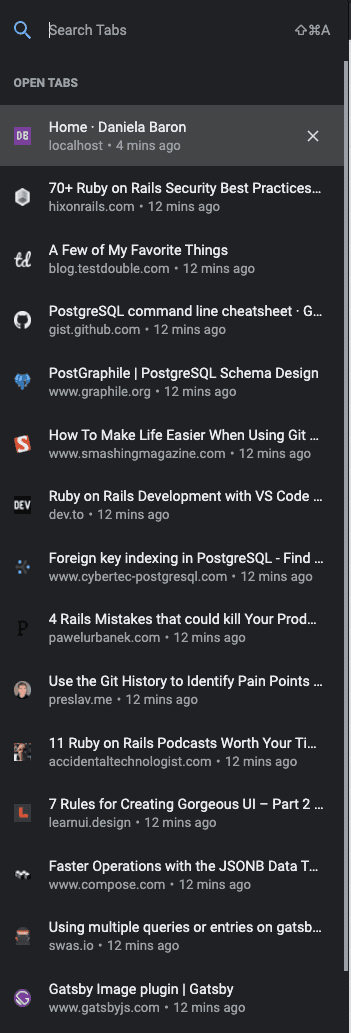 Search Tabs ⇧⌘A
OPEN TABS
DB
Home · Daniela Baron
localhost • 4 mins ago
70+ Ruby on Rails Security Best Practices…
hixonrails.com • 12 mins ago
td
A Few of My Favorite Things
blog.testdouble.com • 12 mins ago
PostgreSQL command line cheatsheet · G…
gist.github.com • 12 mins ago
PostGraphile | PostgreSQL Schema Design
www.graphile.org • 12 mins ago
How To Make Life Easier When Using Git …
www.smashingmagazine.com • 12 mins ago
DEV
Ruby on Rails Development with VS Code …
dev.to • 12 mins ago
Foreign key indexing in PostgreSQL - Find …
www.cybertec-postgresql.com • 12 mins ago
P
4 Rails Mistakes that could kill Your Prod…
pawelurbanek.com • 12 mins ago
Use the Git History to Identify Pain Points …
preslav.me • 12 mins ago
11 Ruby on Rails Podcasts Worth Your Ti…
accidentaltechnologist.com • 12 mins ago
7 Rules for Creating Gorgeous UI – Part 2 …
learnui.design • 12 mins ago
Faster Operations with the JSONB Data T…
www.compose.com • 12 mins ago
Using multiple queries or entries on gatsb…
swas.io • 12 mins ago
Gatsby Image plugin | Gatsby
www.gatsbyjs.com • 12 mins ago